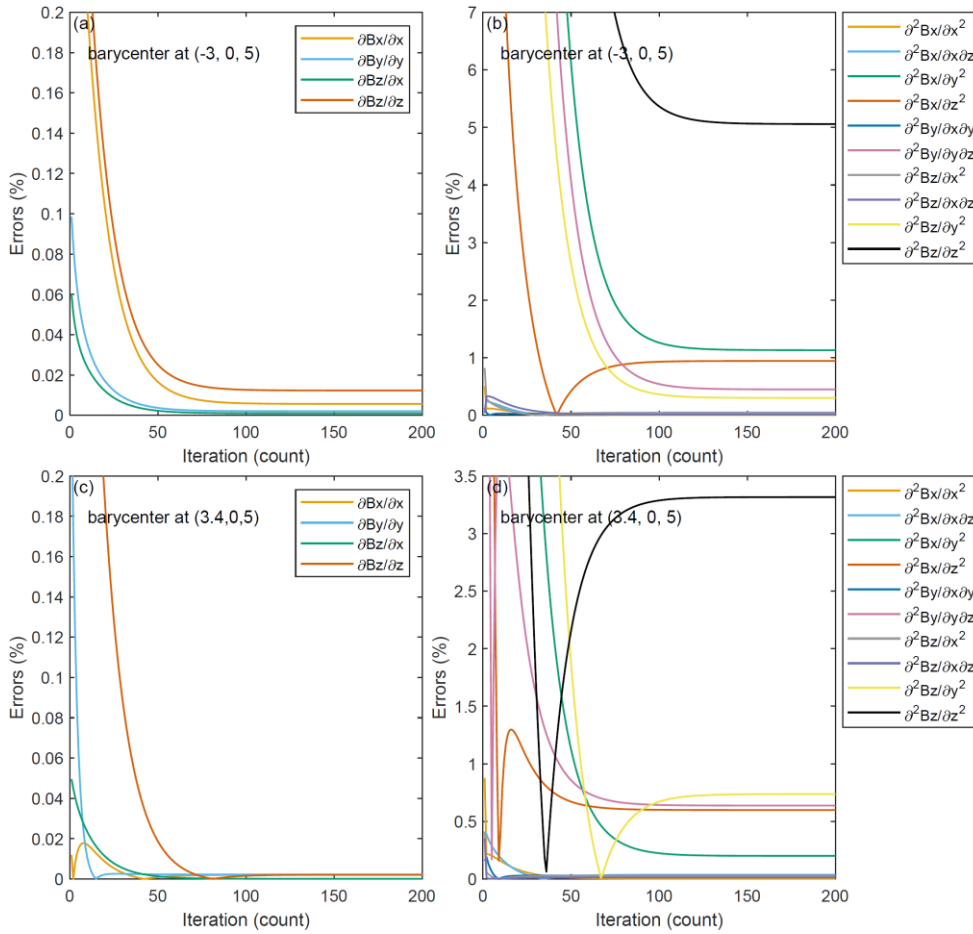 (a)
barycenter at (-3, 0, 5)
∂Bx/∂x
∂By/∂y
∂Bz/∂x
∂Bz/∂z
0.2
0.18
0.16
0.14
0.12
0.1
0.08
0.06
0.04
0.02
0
Errors (%)
0 50 100 150 200
Iteration (count)
(b)
barycenter at (-3, 0, 5)
7
6
5
4
3
2
1
0
Errors (%)
0 50 100 150 200
Iteration (count)
∂²Bx/∂x²
∂²Bx/∂x∂z
∂²Bx/∂y²
∂²Bx/∂z²
∂²By/∂x∂y
∂²By/∂y∂z
∂²Bz/∂x²
∂²Bz/∂x∂z
∂²Bz/∂y²
∂²Bz/∂z²
(c)
barycenter at (3.4,0,5)
∂Bx/∂x
∂By/∂y
∂Bz/∂x
∂Bz/∂z
0.2
0.18
0.16
0.14
0.12
0.1
0.08
0.06
0.04
0.02
0
Errors (%)
0 50 100 150 200
Iteration (count)
(d)
barycenter at (3.4, 0, 5)
3.5
3
2.5
2
1.5
1
0.5
0
Errors (%)
0 50 100 150 200
Iteration (count)
∂²Bx/∂x²
∂²Bx/∂x∂z
∂²Bx/∂y²
∂²Bx/∂z²
∂²By/∂x∂y
∂²By/∂y∂z
∂²Bz/∂x²
∂²Bz/∂x∂z
∂²Bz/∂y²
∂²Bz/∂z²